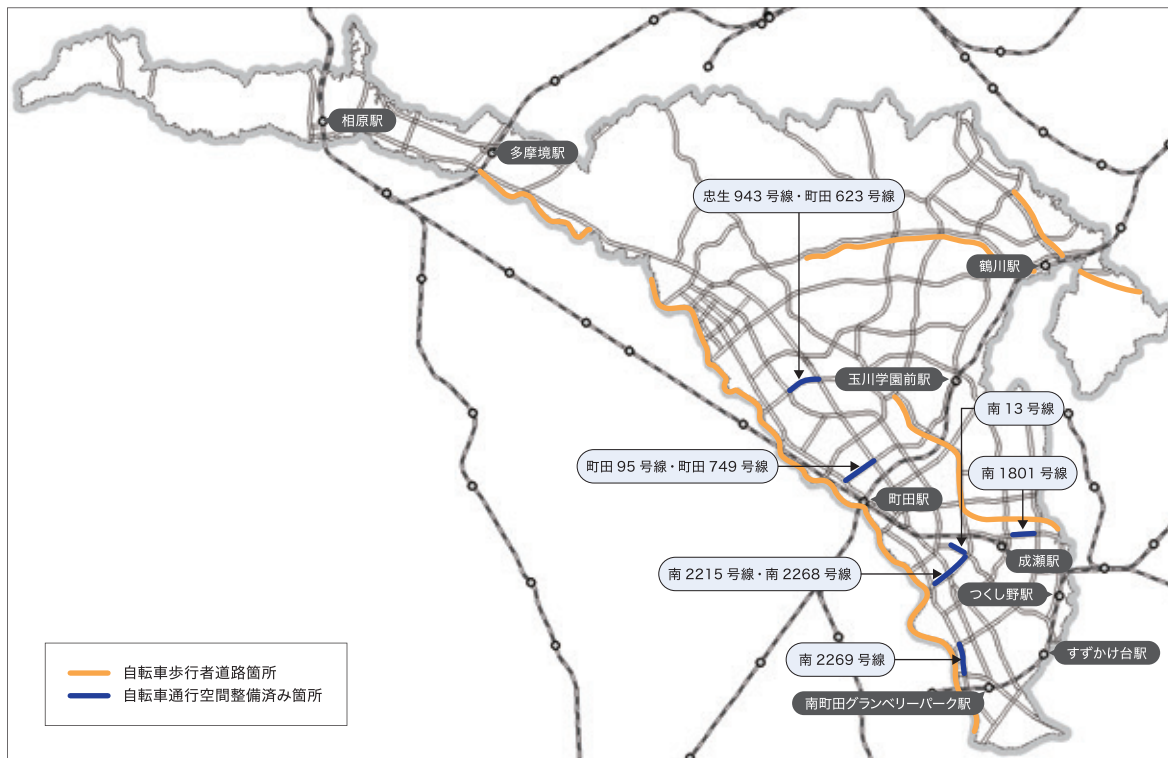 相原駅
多摩境駅
忠生 943 号線・町田 623 号線
鶴川駅
玉川学園前駅
南 13 号線
町田 95 号線・町田 749 号線
南 1801 号線
町田駅
成瀬駅
南 2215 号線・南 2268 号線
つくし野駅
すずかけ台駅
南 2269 号線
南町田グランベリーパーク駅
自転車歩行者道路箇所
自転車通行空間整備済み箇所